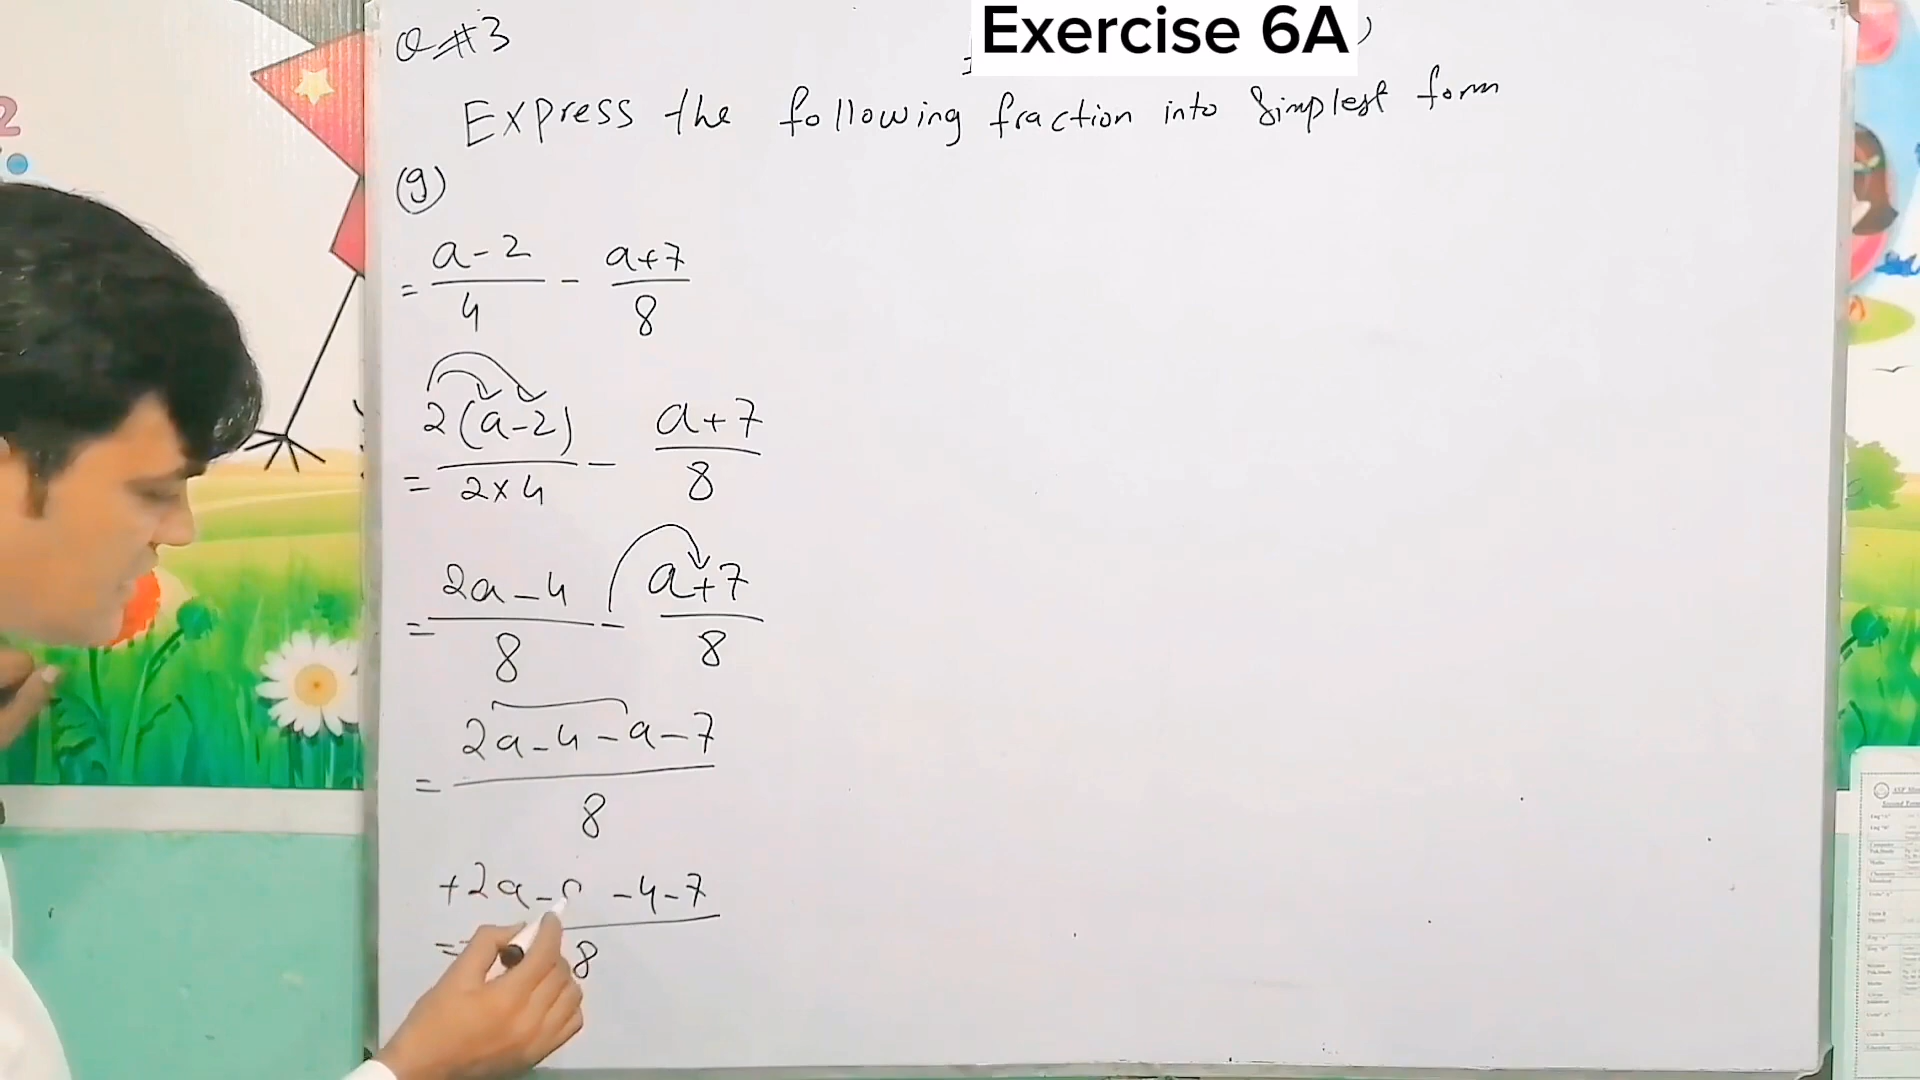 Q#3
Exercise 6A
Express the following fraction into simplest form
(g)
= a-2/4 - a+7/8
= 2(a-2)/2×4 - a+7/8
= 2a-4/8 - a+7/8
= 2a-4-a-7/8
= +2a-a -4-7/8
2